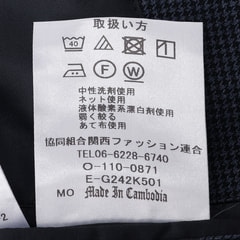 取扱い方
40
F
W
中性洗剤使用
ネット使用
液体酸素系漂白剤使用
弱く絞る
あて布使用
協同組合関西ファッション連合
TEL06-6228-6740
O-110-0871
E-G242K501
MO Made In Cambodia
2